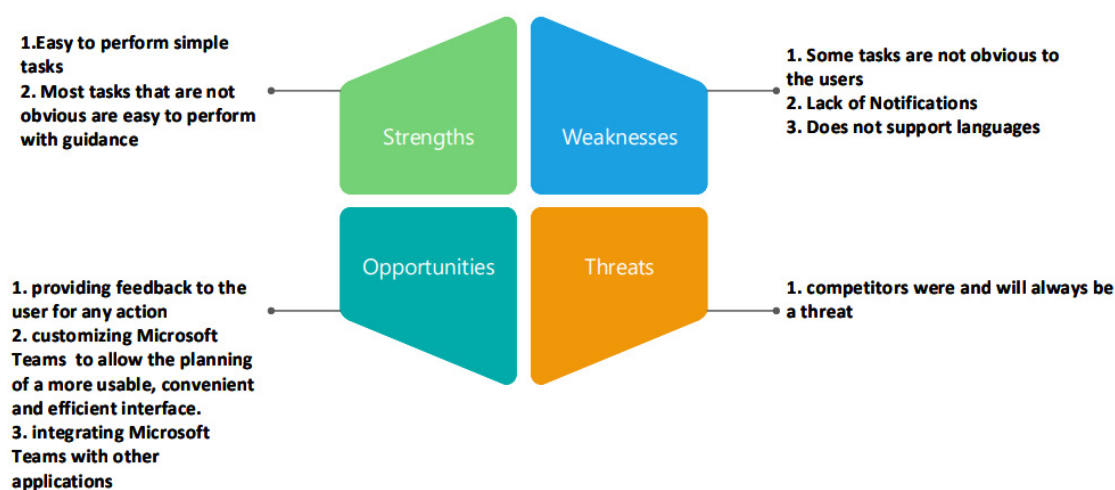 1.Easy to perform simple
tasks
2. Most tasks that are not
obvious are easy to perform
with guidance
Strengths
Weaknesses
1. Some tasks are not obvious to
the users
2. Lack of Notifications
3. Does not support languages
Opportunities
Threats
1. providing feedback to the
user for any action
2. customizing Microsoft
Teams to allow the planning
of a more usable, convenient
and efficient interface.
3. integrating Microsoft
Teams with other
applications
1. competitors were and will always be
a threat